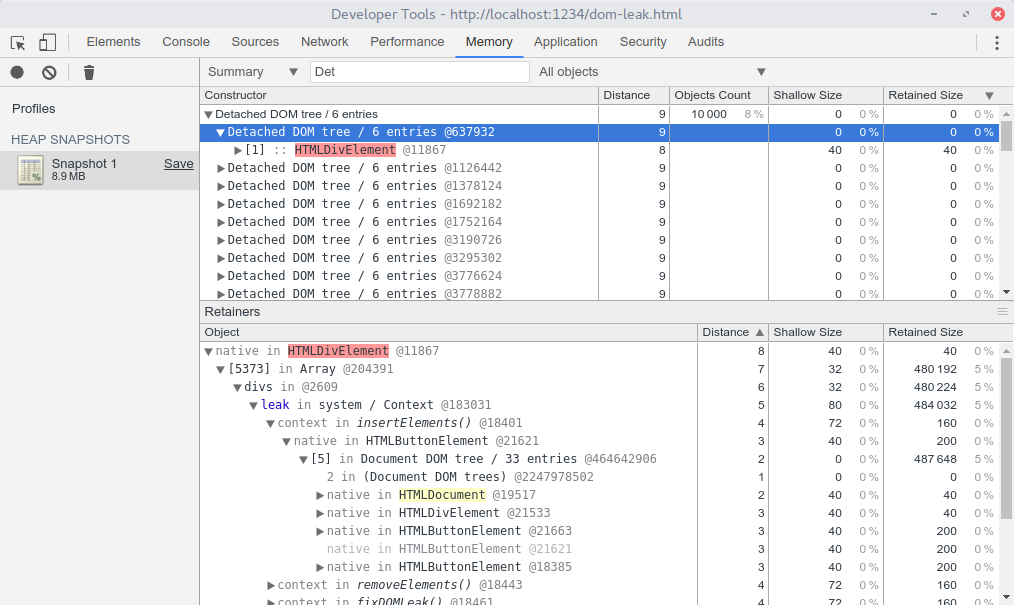 Developer Tools - http://localhost:1234/dom-leak.html
Elements Console Sources Network Performance Memory Application Security Audits
Summary ▼ Det All objects ▼
Profiles
HEAP SNAPSHOTS
Snapshot 1 Save
8.9 MB
Constructor Distance Objects Count Shallow Size Retained Size ▼
▼Detached DOM tree / 6 entries 9 10 000 8 % 0 0 % 0 0 %
▼Detached DOM tree / 6 entries @637932 9 0 0 % 0 0 %
▶[1] :: HTMLDivElement @11867 8 40 0 % 40 0 %
▶Detached DOM tree / 6 entries @1126442 9 0 0 % 0 0 %
▶Detached DOM tree / 6 entries @1378124 9 0 0 % 0 0 %
▶Detached DOM tree / 6 entries @1692182 9 0 0 % 0 0 %
▶Detached DOM tree / 6 entries @1752164 9 0 0 % 0 0 %
▶Detached DOM tree / 6 entries @3190726 9 0 0 % 0 0 %
▶Detached DOM tree / 6 entries @3295302 9 0 0 % 0 0 %
▶Detached DOM tree / 6 entries @3776624 9 0 0 % 0 0 %
▶Detached DOM tree / 6 entries @3778882 9 0 0 % 0 0 %
Retainers
Object Distance ▲ Shallow Size Retained Size
▼native in HTMLDivElement @11867 8 40 0 % 40 0 %
▼[5373] in Array @204391 7 32 0 % 480 192 5 %
▼divs in @2609 6 32 0 % 480 224 5 %
▼leak in system / Context @183031 5 80 0 % 484 032 5 %
▼context in insertElements() @18401 4 72 0 % 160 0 %
▼native in HTMLButtonElement @21621 3 40 0 % 200 0 %
▼[5] in Document DOM tree / 33 entries @464642906 2 0 0 % 487 648 5 %
2 in (Document DOM trees) @2247978502 1 0 0 % 0 0 %
▶native in HTMLDocument @19517 2 40 0 % 40 0 %
▶native in HTMLDivElement @21533 3 40 0 % 40 0 %
▶native in HTMLButtonElement @21663 3 40 0 % 200 0 %
native in HTMLButtonElement @21621 3 40 0 % 200 0 %
▶native in HTMLButtonElement @18385 3 40 0 % 200 0 %
▶context in removeElements() @18443 4 72 0 % 160 0 %
▶context in fixDOMLeak() @18461 4 72 0 % 160 0 %